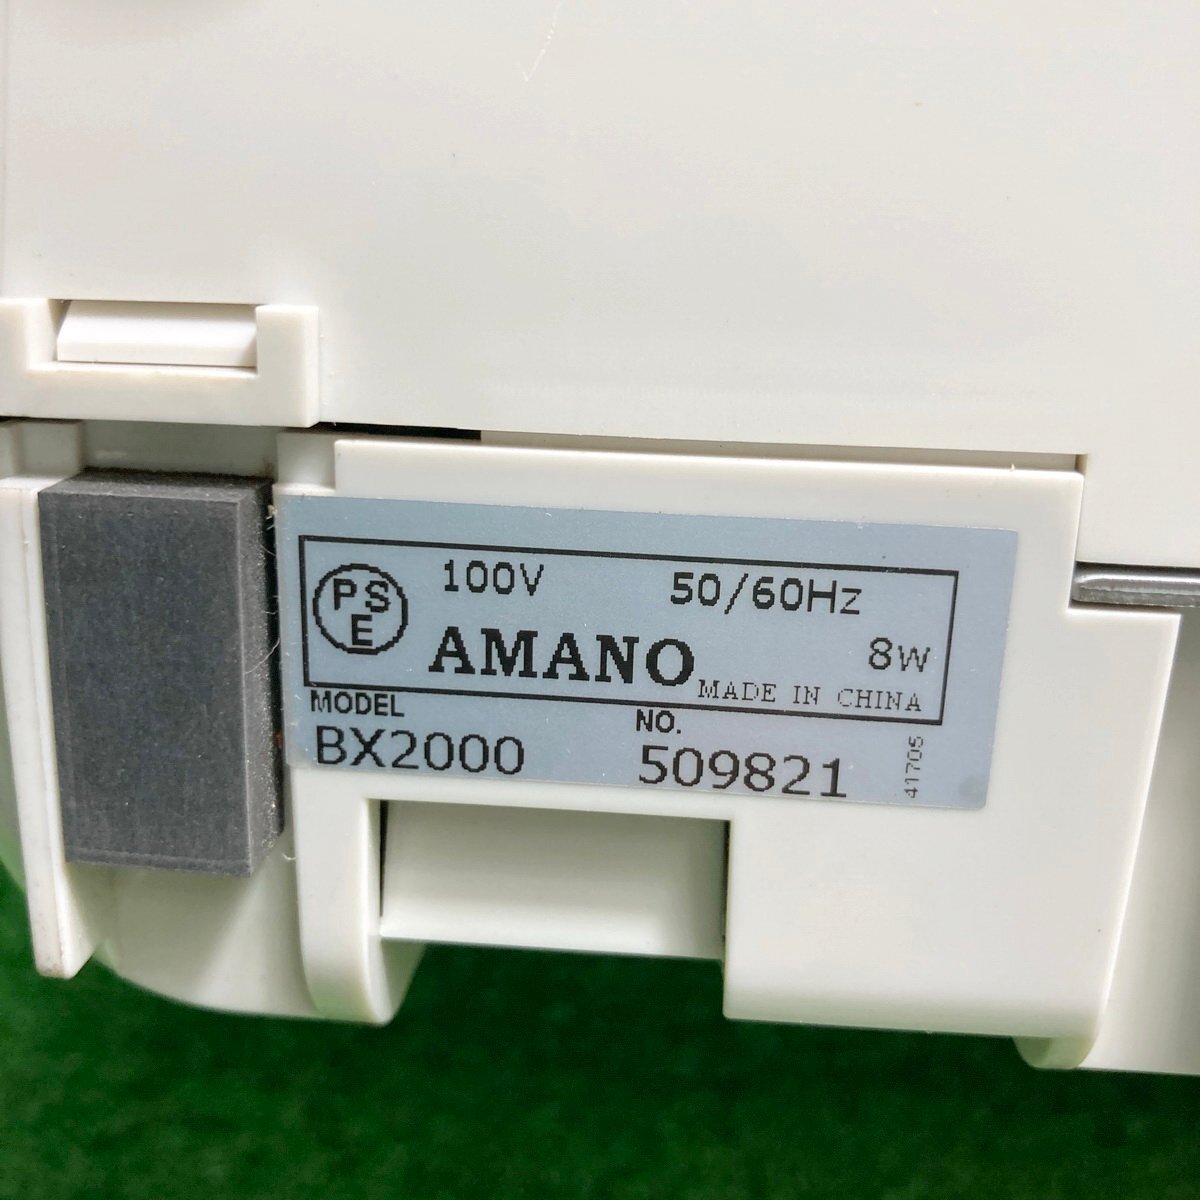 PSE
100V 50/60Hz
AMANO 8W
MADE IN CHINA
MODEL NO.
BX2000 509821
41705